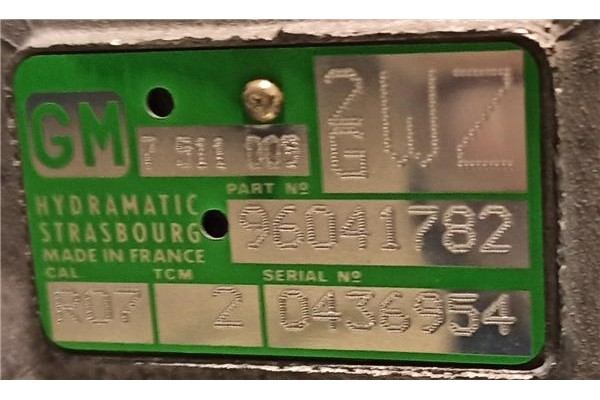 GM
2WZ
7 511 003
PART Nº
HYDRAMATIC
STRASBOURG
MADE IN FRANCE
96041782
CAL TCM SERIAL Nº
R07 2 0436954